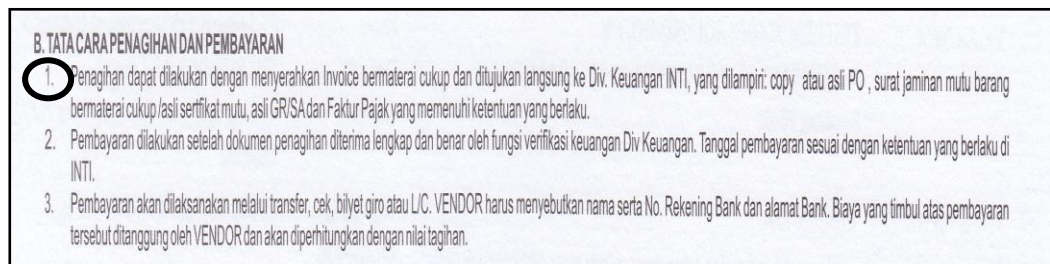 B. TATA CARA PENAGIHAN DAN PEMBAYARAN
1. Penagihan dapat dilakukan dengan menyerahkan Invoice bermaterai cukup dan ditujukan langsung ke Div. Keuangan INTI, yang dilampiri: copy atau asli PO , surat jaminan mutu barang
bermaterai cukup /asli sertfikat mutu, asli GR/SA dan Faktur Pajak yang memenuhi ketentuan yang berlaku.
2. Pembayaran dilakukan setelah dokumen penagihan diterima lengkap dan benar oleh fungsi verifikasi keuangan Div Keuangan. Tanggal pembayaran sesuai dengan ketentuan yang berlaku di
INTI.
3. Pembayaran akan dilaksanakan melalui transfer, cek, bilyet giro atau L/C. VENDOR harus menyebutkan nama serta No. Rekening Bank dan alamat Bank. Biaya yang timbul atas pembayaran
tersebut ditanggung oleh VENDOR dan akan diperhitungkan dengan nilai tagihan.